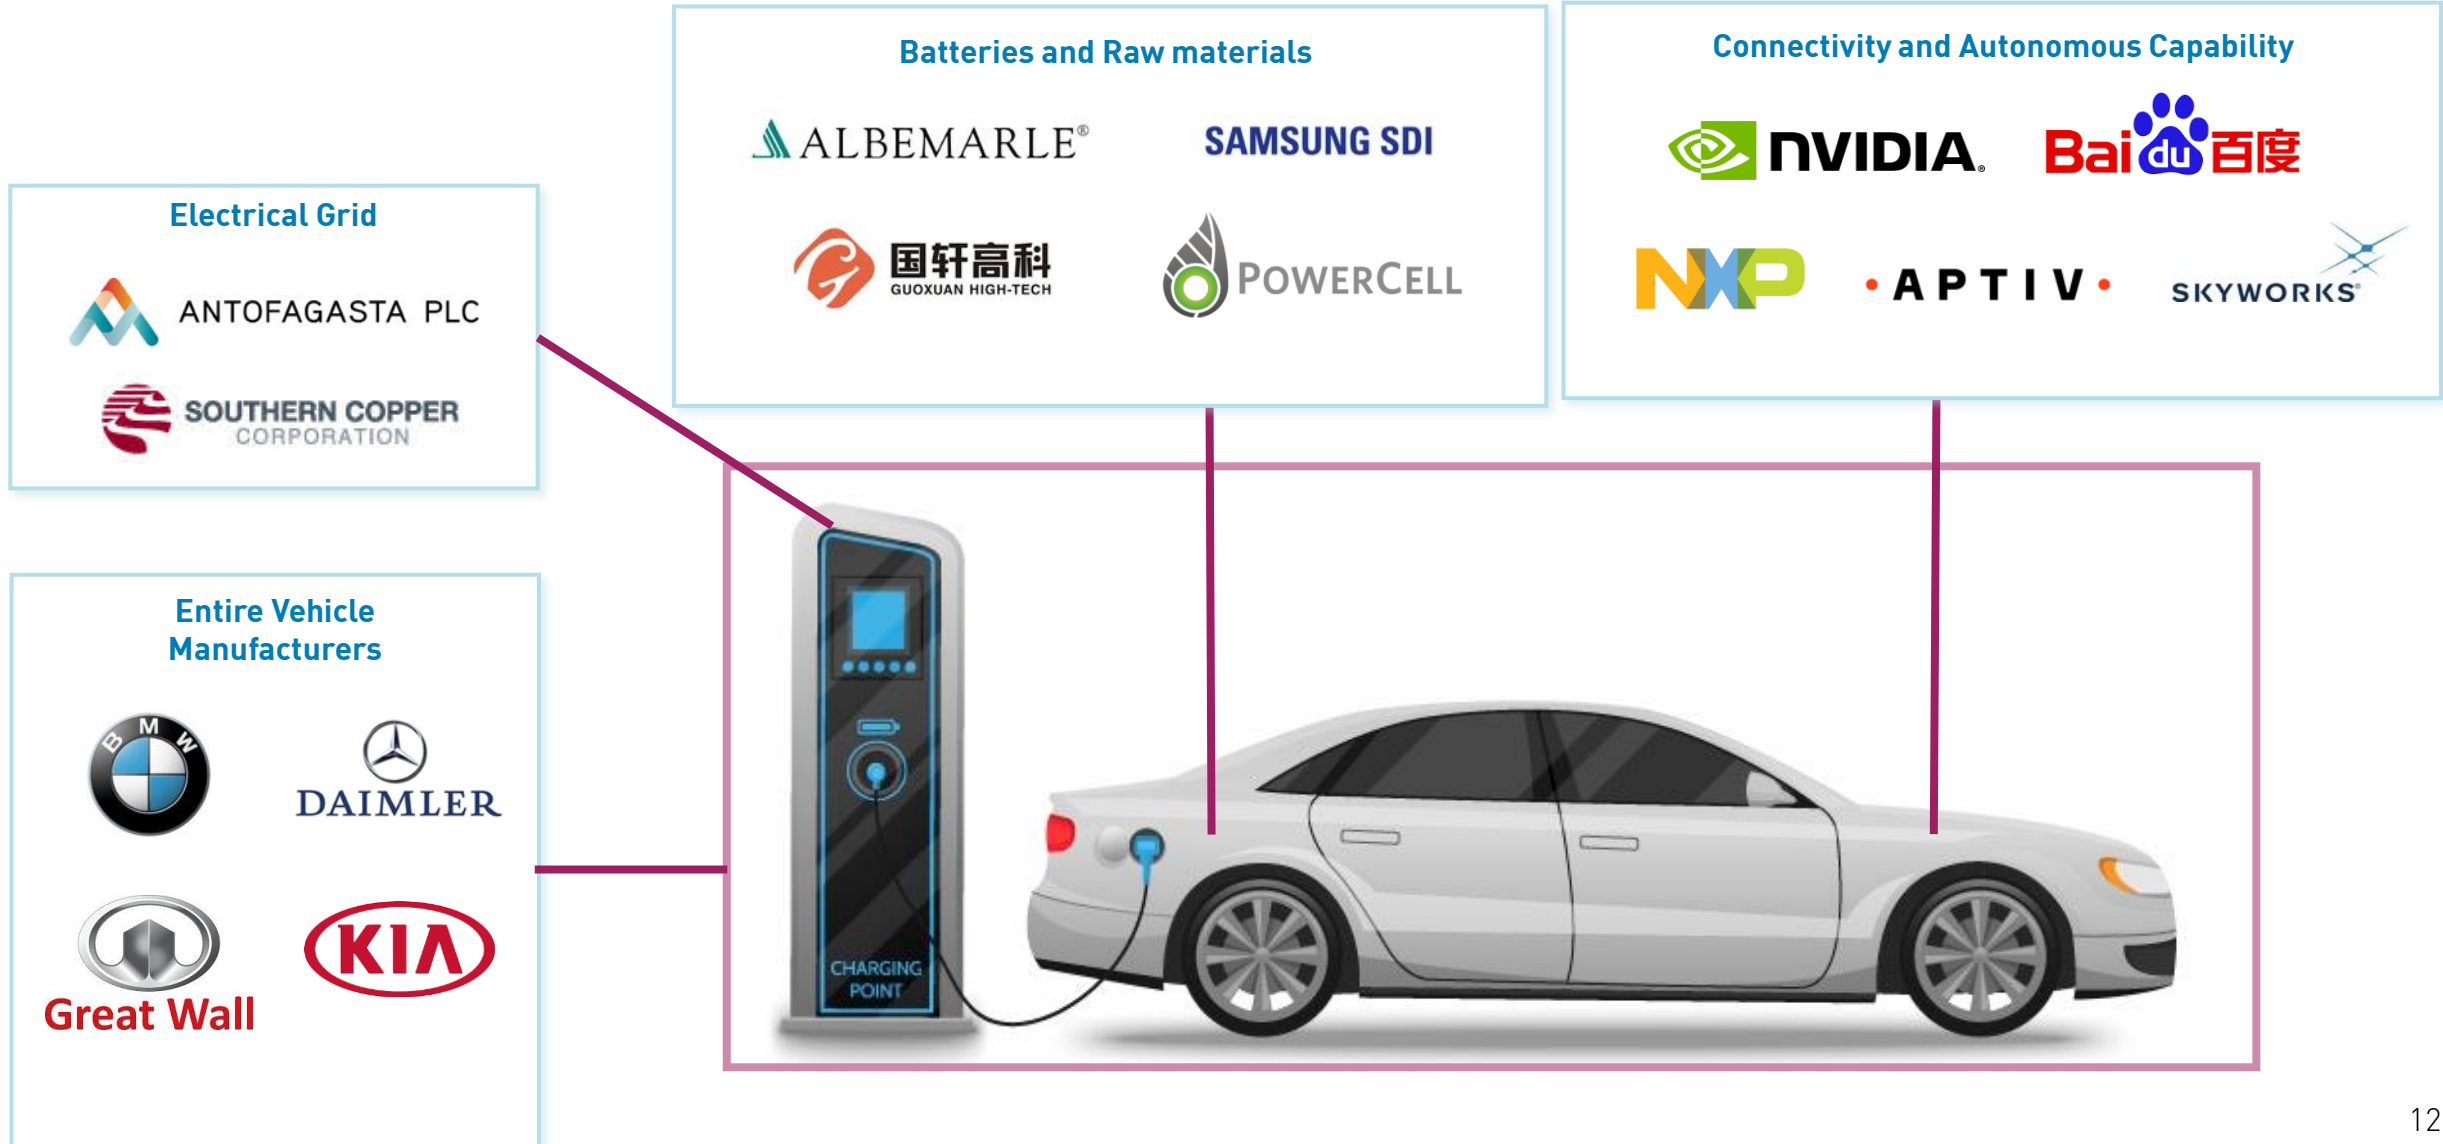 Batteries and Raw materials
ALBEMARLE®
SAMSUNG SDI
国轩高科
GUOXUAN HIGH-TECH
POWERCELL
Connectivity and Autonomous Capability
NVIDIA.
Bai du 百度
NXP
APTIV
SKYWORKS®
Electrical Grid
ANTOFAGASTA PLC
SOUTHERN COPPER
CORPORATION
Entire Vehicle
Manufacturers
BMW
DAIMLER
Great Wall
KIA
CHARGING
POINT
12